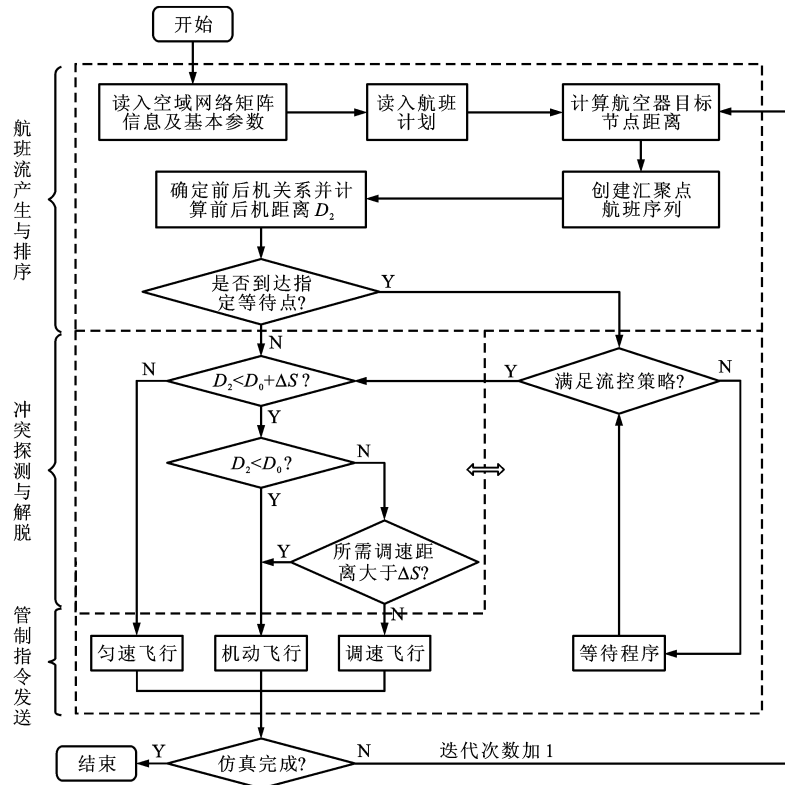 开始
读入空域网络矩阵
信息及基本参数
读入航班
计划
计算航空器目标
节点距离
确定前后机关系并计
算前后机距离 D₂
创建汇聚点
航班序列
航班流产生与排序
是否到达指
定等待点?
Y
N
D₂<D₀+ΔS?
N
Y
满足流控策略?
Y
N
D₂<D₀?
N
Y
冲突探测与解脱
所需调速距
离大于ΔS?
Y
N
管制指令发送
匀速飞行
机动飞行
调速飞行
等待程序
仿真完成?
Y
N
结束
迭代次数加 1